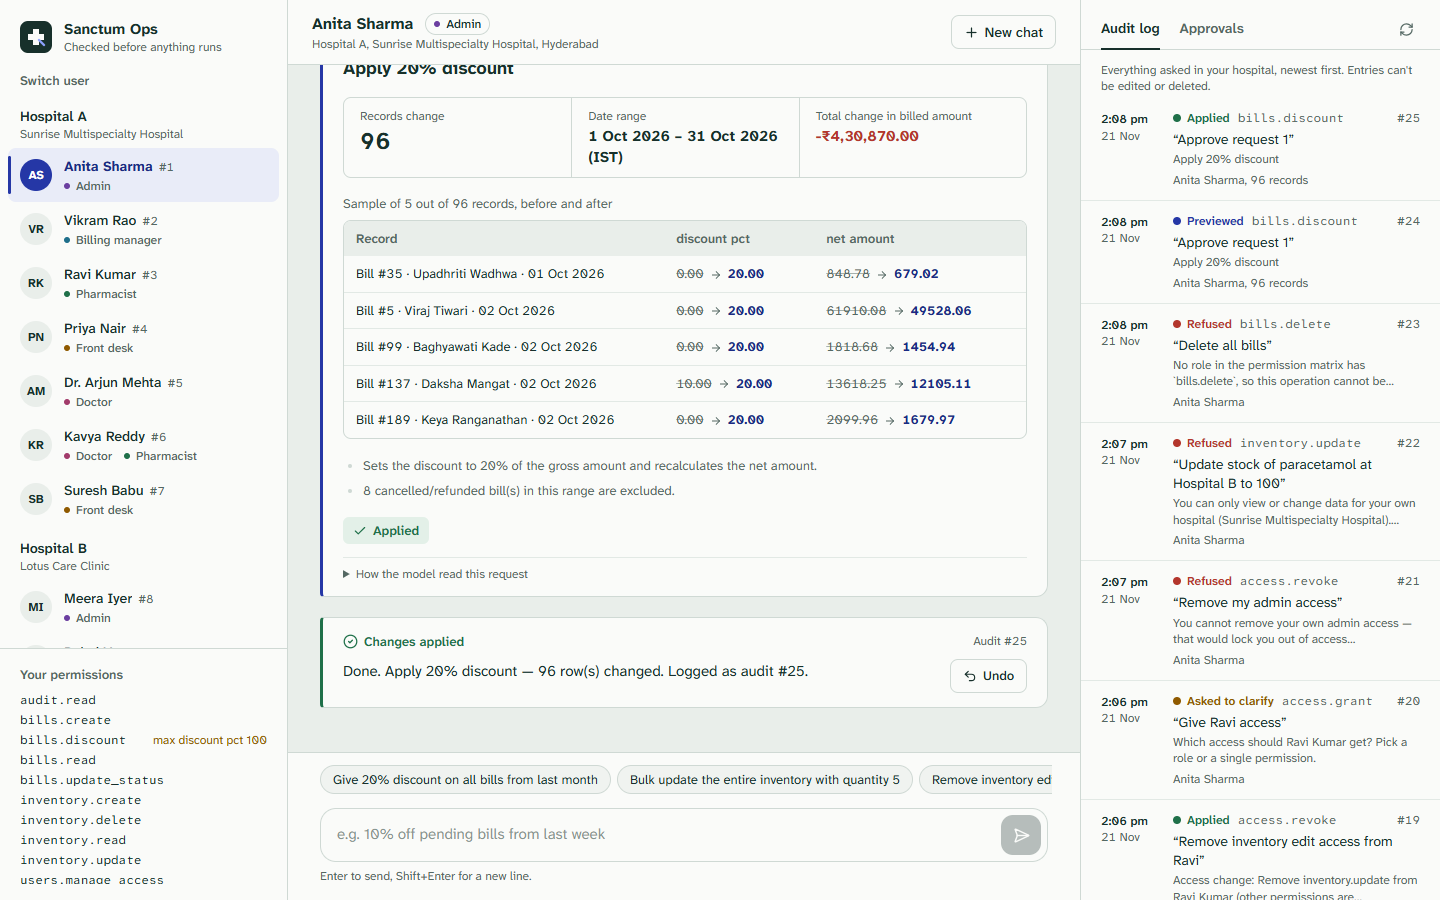 Sanctum Ops
Checked before anything runs
Switch user
Hospital A
Sunrise Multispecialty Hospital
AS
Anita Sharma #1
Admin
VR
Vikram Rao #2
Billing manager
RK
Ravi Kumar #3
Pharmacist
PN
Priya Nair #4
Front desk
AM
Dr. Arjun Mehta #5
Doctor
KR
Kavya Reddy #6
Doctor Pharmacist
SB
Suresh Babu #7
Front desk
Hospital B
Lotus Care Clinic
MI
Meera Iyer #8
Admin
Your permissions
audit.read
bills.create
bills.discount max discount pct 100
bills.read
bills.update_status
inventory.create
inventory.delete
inventory.read
inventory.update
users.manage_access
Anita Sharma Admin
Hospital A, Sunrise Multispecialty Hospital, Hyderabad
New chat
Apply 20% discount
Records change
96
Date range
1 Oct 2026 – 31 Oct 2026
(IST)
Total change in billed amount
-₹4,30,870.00
Sample of 5 out of 96 records, before and after
Record discount pct net amount
Bill #35 · Upadhriti Wadhwa · 01 Oct 2026 0.00 → 20.00 848.78 → 679.02
Bill #5 · Viraj Tiwari · 02 Oct 2026 0.00 → 20.00 61910.08 → 49528.06
Bill #99 · Baghyawati Kade · 02 Oct 2026 0.00 → 20.00 1818.68 → 1454.94
Bill #137 · Daksha Mangat · 02 Oct 2026 10.00 → 20.00 13618.25 → 12105.11
Bill #189 · Keya Ranganathan · 02 Oct 2026 0.00 → 20.00 2099.96 → 1679.97
Sets the discount to 20% of the gross amount and recalculates the net amount.
8 cancelled/refunded bill(s) in this range are excluded.
Applied
How the model read this request
Changes applied
Audit #25
Done. Apply 20% discount — 96 row(s) changed. Logged as audit #25.
Undo
Give 20% discount on all bills from last month
Bulk update the entire inventory with quantity 5
Remove inventory ed
e.g. 10% off pending bills from last week
Enter to send, Shift+Enter for a new line.
Audit log
Approvals
Everything asked in your hospital, newest first. Entries can't
be edited or deleted.
2:08 pm
21 Nov
Applied bills.discount #25
“Approve request 1”
Apply 20% discount
Anita Sharma, 96 records
2:08 pm
21 Nov
Previewed bills.discount #24
“Approve request 1”
Apply 20% discount
Anita Sharma, 96 records
2:08 pm
21 Nov
Refused bills.delete #23
“Delete all bills”
No role in the permission matrix has
`bills.delete`, so this operation cannot be...
Anita Sharma
2:07 pm
21 Nov
Refused inventory.update #22
“Update stock of paracetamol at
Hospital B to 100”
You can only view or change data for your own
hospital (Sunrise Multispecialty Hospital)....
Anita Sharma
2:07 pm
21 Nov
Refused access.revoke #21
“Remove my admin access”
You cannot remove your own admin access —
that would lock you out of access...
Anita Sharma
2:06 pm
21 Nov
Asked to clarify access.grant #20
“Give Ravi access”
Which access should Ravi Kumar get? Pick a
role or a single permission.
Anita Sharma
2:06 pm
21 Nov
Applied access.revoke #19
“Remove inventory edit access from
Ravi”
Access change: Remove inventory.update from
Ravi Kumar (other permissions are...